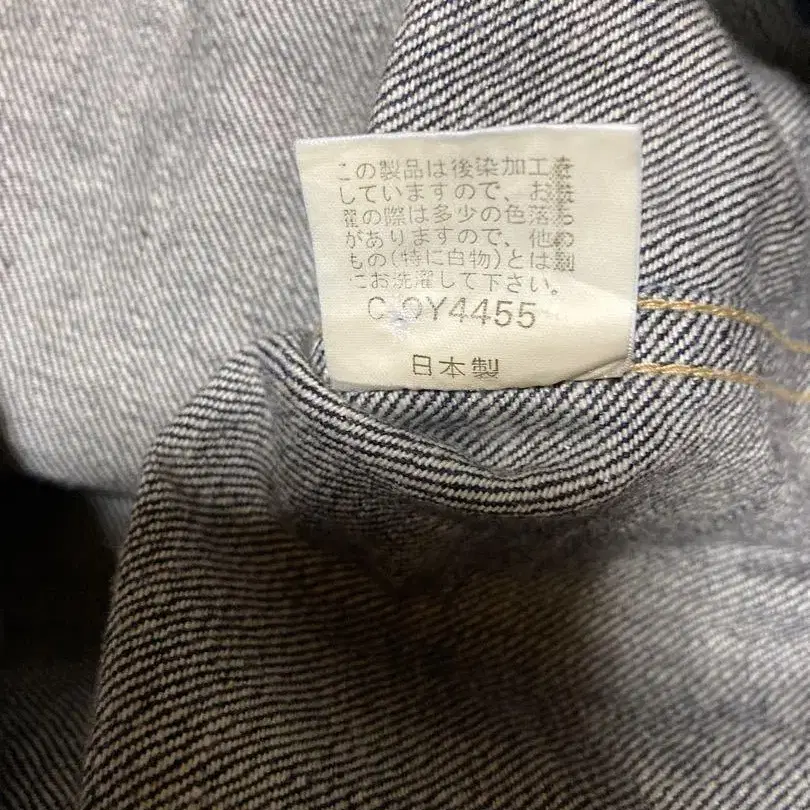 この製品は後染加工を
していますので、お洗
濯の際は多少の色落ち
がありますので、他の
もの(特に白物)とは別
にお洗濯して下さい。
C OY4455
日本製